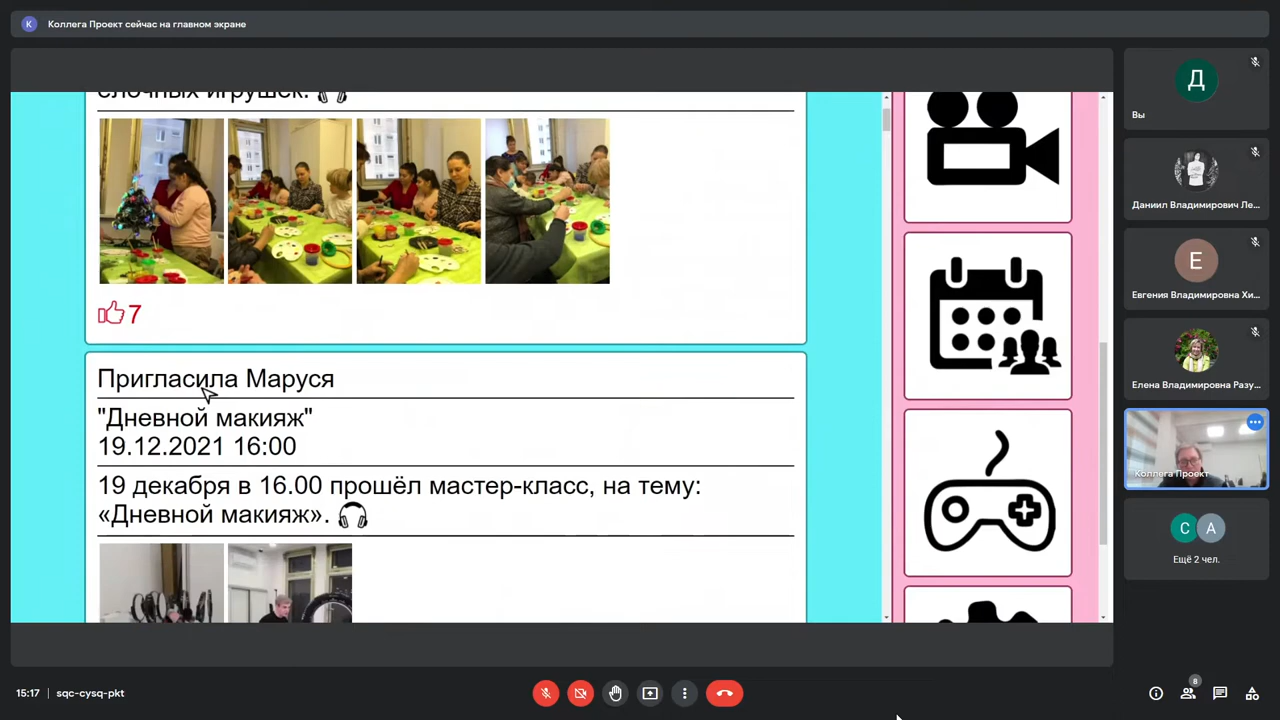 К
Коллега Проект сейчас на главном экране
ёлочных игрушек.
7
Пригласила Маруся
"Дневной макияж"
19.12.2021 16:00
19 декабря в 16.00 прошёл мастер-класс, на тему:
«Дневной макияж».
Д
Вы
Даниил Владимирович Ле...
Е
Евгения Владимировна Хи...
Елена Владимировна Разу...
Коллега Проект
С А
Ещё 2 чел.
15:17 | sqc-cysq-pkt
8